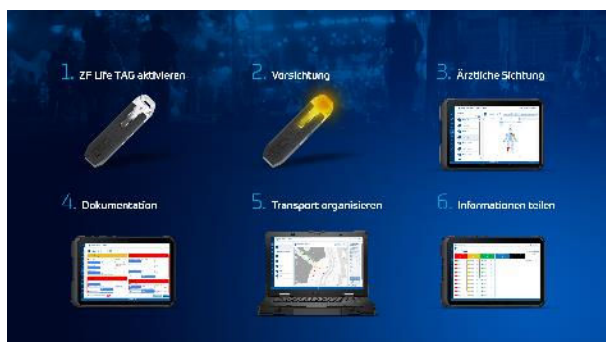 1. ZF Life TAG aktivieren
2. Vorsichtung
3. Ärztliche Sichtung
4. Dokumentation
5. Transport organisieren
6. Informationen teilen